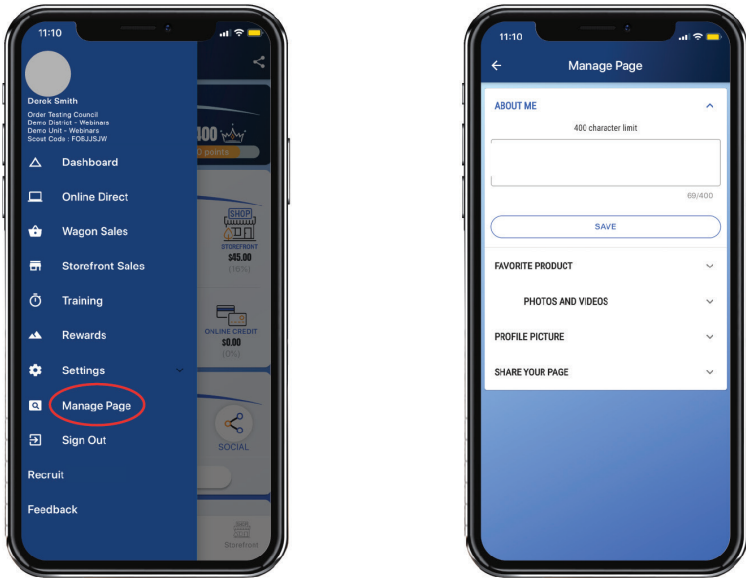 11:10
Derek Smith
Order Testing Council
Demo District - Webinars
Demo Unit - Webinars
Scout Code : FO6JJSJW
Dashboard
Online Direct
Wagon Sales
Storefront Sales
Training
Rewards
Settings
Manage Page
Sign Out
Recruit
Feedback
points
SHOP
STOREFRONT
$45.00
(16%)
ONLINE CREDIT
$0.00
(0%)
SOCIAL
Storefront
11:10
Manage Page
ABOUT ME
400 character limit
69/400
SAVE
FAVORITE PRODUCT
PHOTOS AND VIDEOS
PROFILE PICTURE
SHARE YOUR PAGE